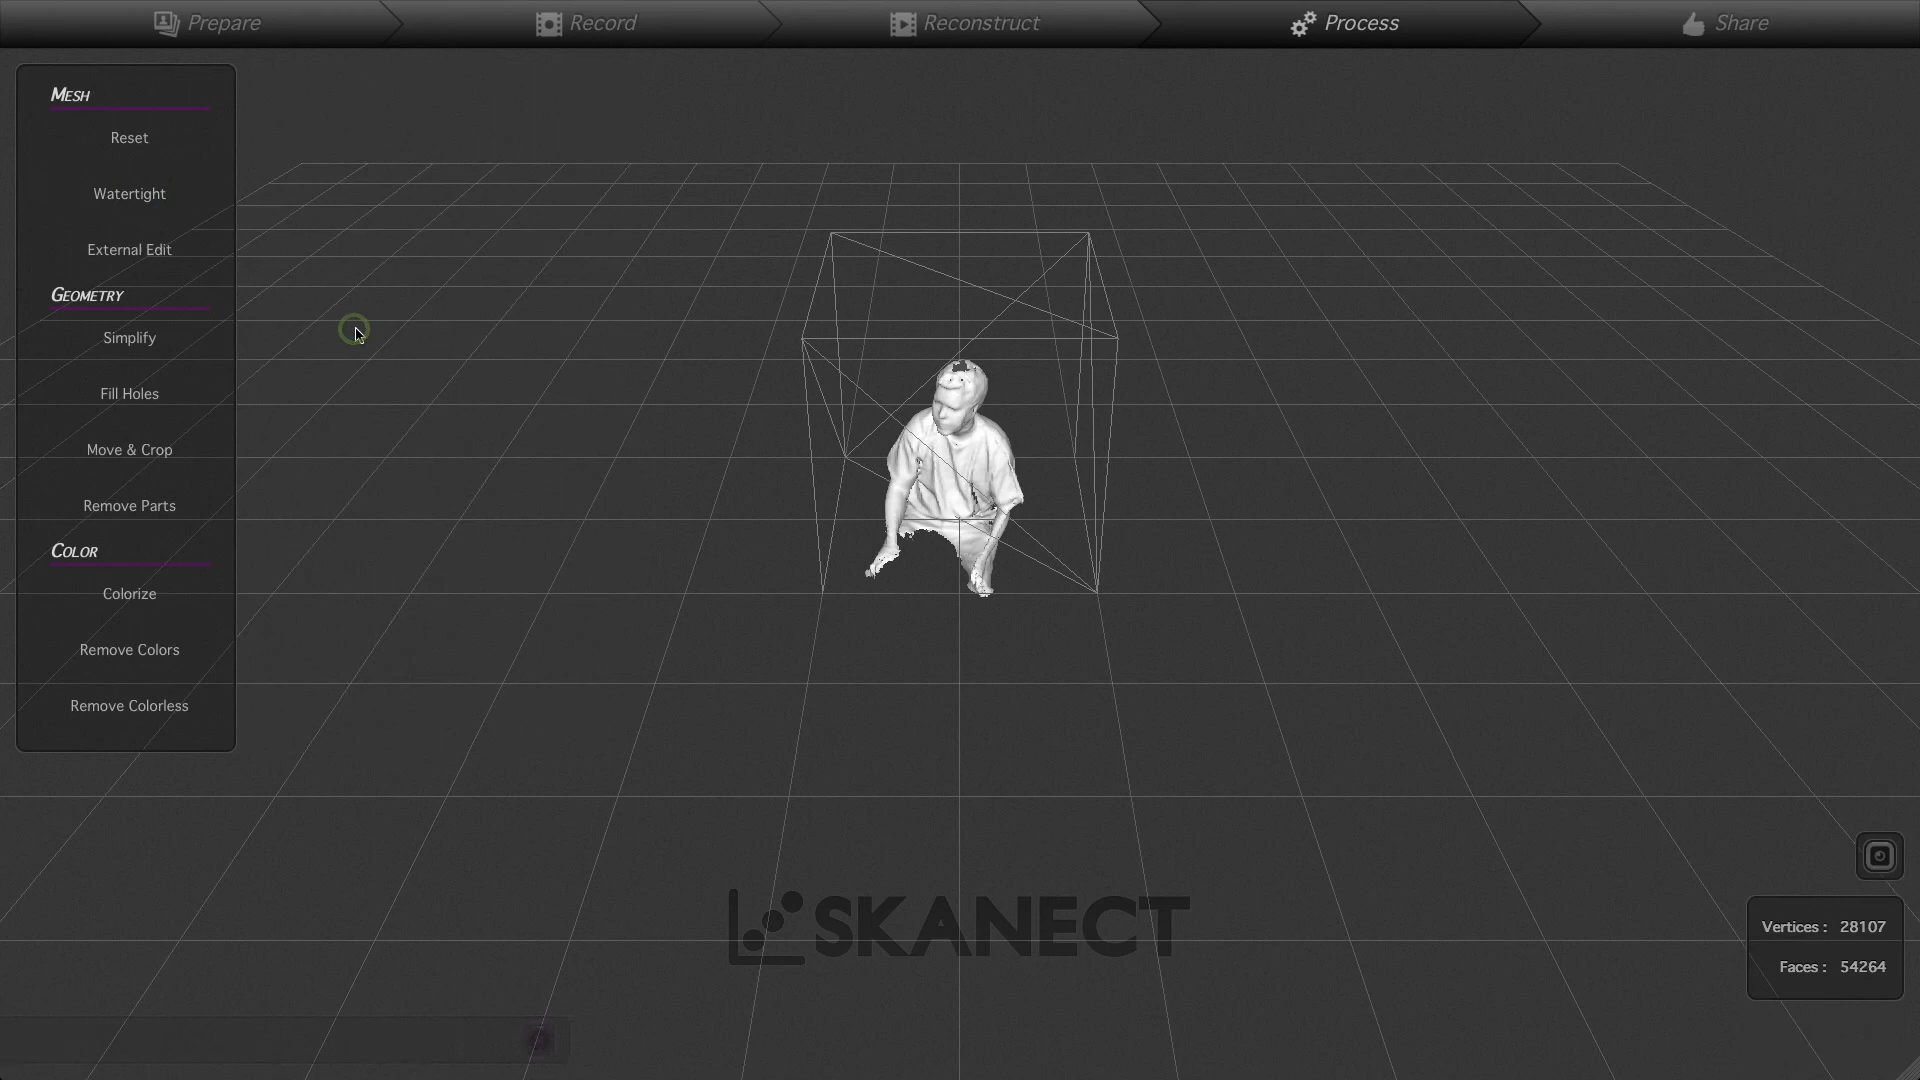 Prepare
Record
Reconstruct
Process
Share
MESH
Reset
Watertight
External Edit
GEOMETRY
Simplify
Fill Holes
Move & Crop
Remove Parts
COLOR
Colorize
Remove Colors
Remove Colorless
SKANECT
Vertices : 28107
Faces : 54264